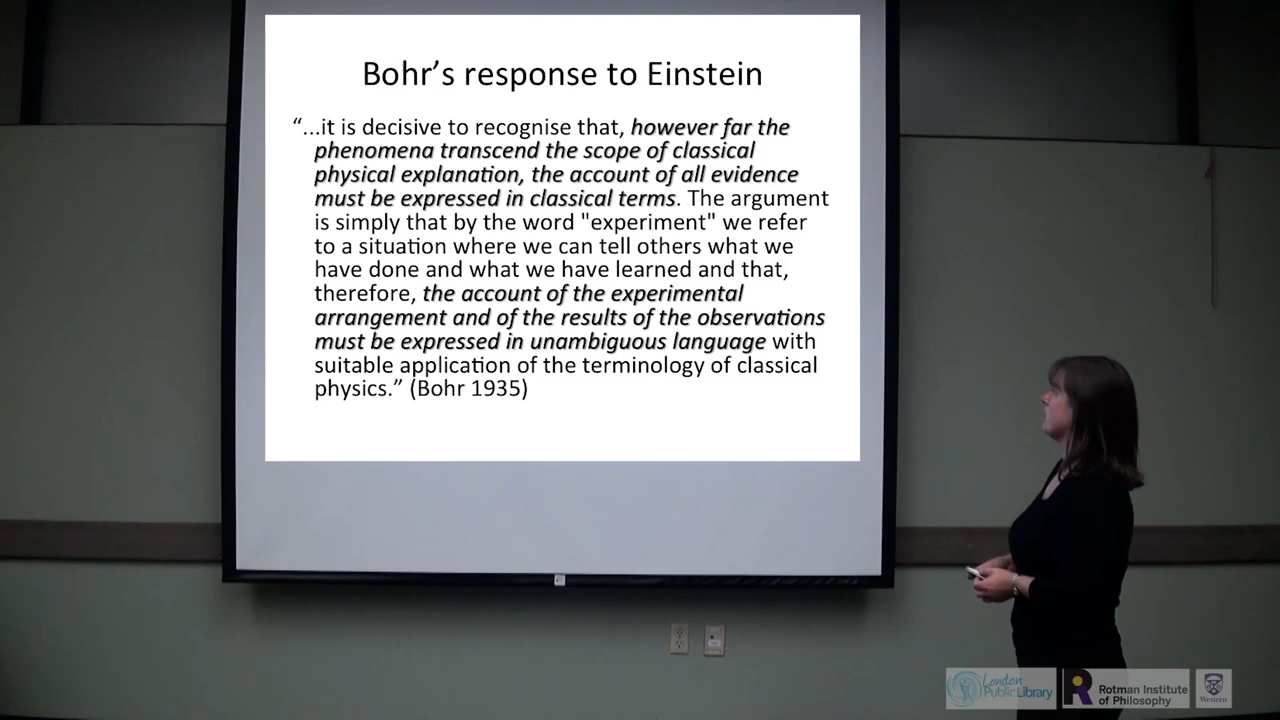 Bohr’s response to Einstein
“...it is decisive to recognise that, however far the
phenomena transcend the scope of classical
physical explanation, the account of all evidence
must be expressed in classical terms. The argument
is simply that by the word "experiment" we refer
to a situation where we can tell others what we
have done and what we have learned and that,
therefore, the account of the experimental
arrangement and of the results of the observations
must be expressed in unambiguous language with
suitable application of the terminology of classical
physics.” (Bohr 1935)
London
Public Library
Rotman Institute
of Philosophy
Western